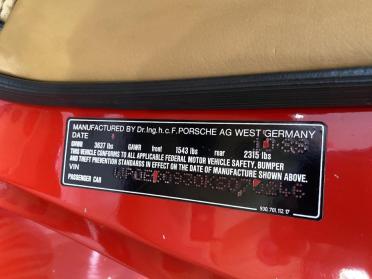 MANUFACTURED BY Dr.Ing.h.c.F. PORSCHE AG WEST GERMANY
DATE
GVWR 3637 lbs GAWR front 1543 lbs rear 2315 lbs
THIS VEHICLE CONFORMS TO ALL APPLICABLE FEDERAL MOTOR VEHICLE SAFETY, BUMPER
AND THEFT PREVENTION STANDARDS IN EFFECT ON THE DATE OF MANUFACTURE SHOWN ABOVE.
VIN
PASSENGER CAR
930.701.112.17